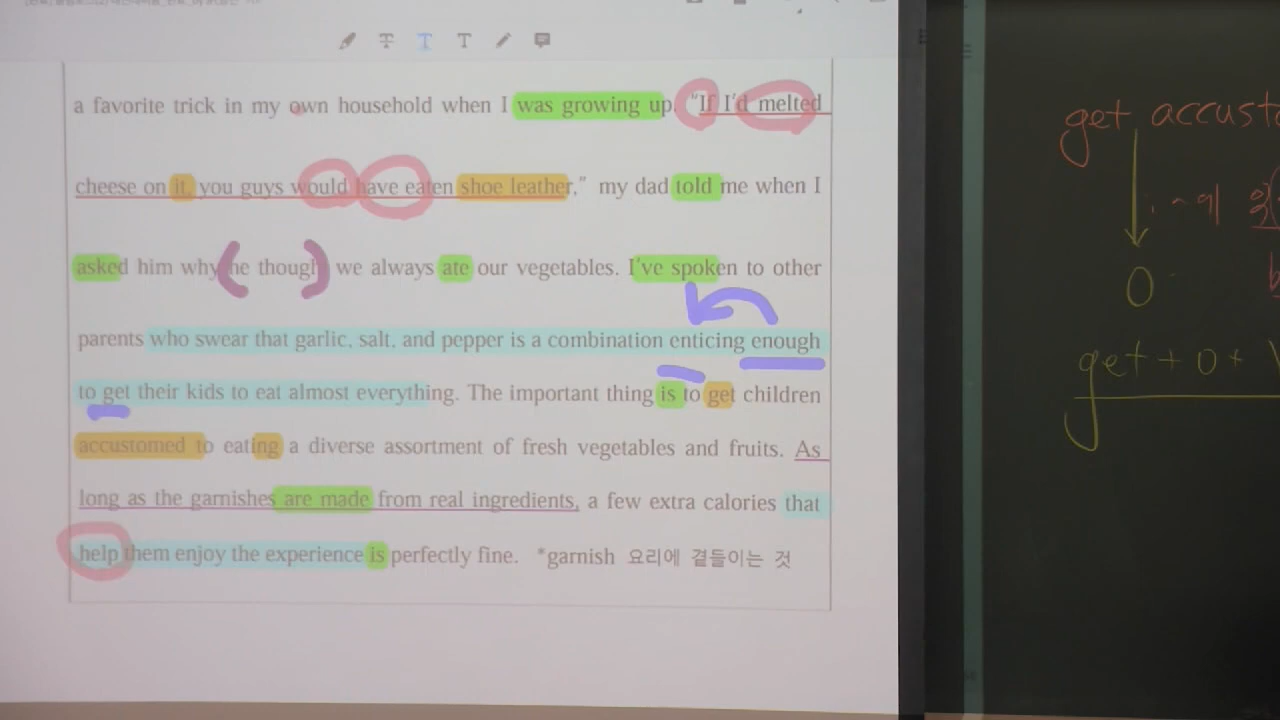 a favorite trick in my own household when I was growing up. "If I'd melted
cheese on it, you guys would have eaten shoe leather," my dad told me when I
asked him why he though we always ate our vegetables. I've spoken to other
parents who swear that garlic, salt, and pepper is a combination enticing enough
to get their kids to eat almost everything. The important thing is to get children
accustomed to eating a diverse assortment of fresh vegetables and fruits. As
long as the garnishes are made from real ingredients, a few extra calories that
help them enjoy the experience is perfectly fine. *garnish 요리에 곁들이는 것
get
O
get + O +